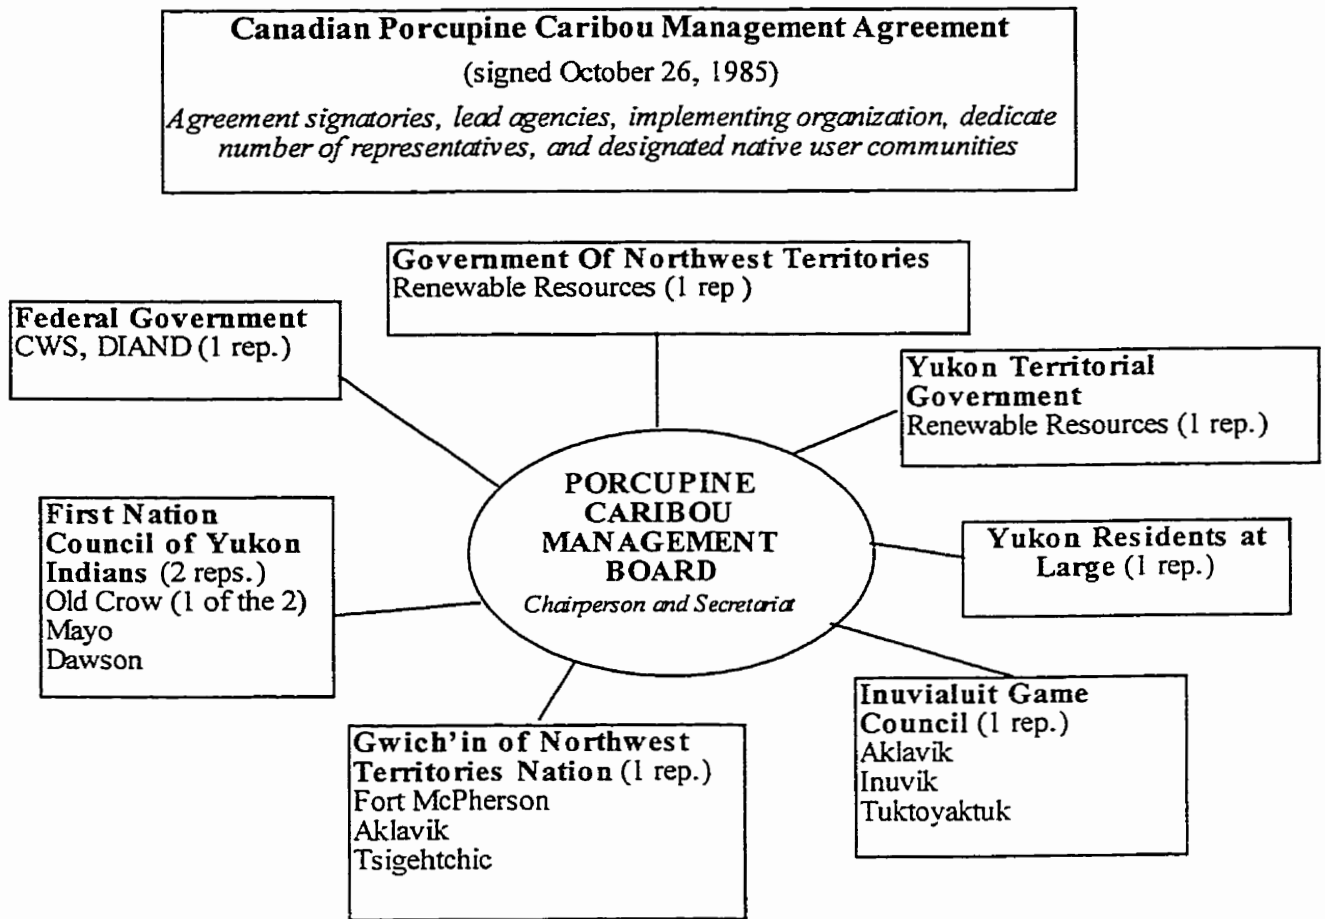 Canadian Porcupine Caribou Management Agreement
(signed October 26, 1985)
Agreement signatories, lead agencies, implementing organization, dedicate
number of representatives, and designated native user communities
Government Of Northwest Territories
Renewable Resources (1 rep )
Federal Government
CWS, DIAND (1 rep.)
Yukon Territorial
Government
Renewable Resources (1 rep.)
PORCUPINE
CARIBOU
MANAGEMENT
BOARD
Chairperson and Secretariat
First Nation
Council of Yukon
Indians (2 reps.)
Old Crow (1 of the 2)
Mayo
Dawson
Yukon Residents at
Large (1 rep.)
Gwich'in of Northwest
Territories Nation (1 rep.)
Fort McPherson
Aklavik
Tsigehtchic
Inuvialuit Game
Council (1 rep.)
Aklavik
Inuvik
Tuktoyaktuk